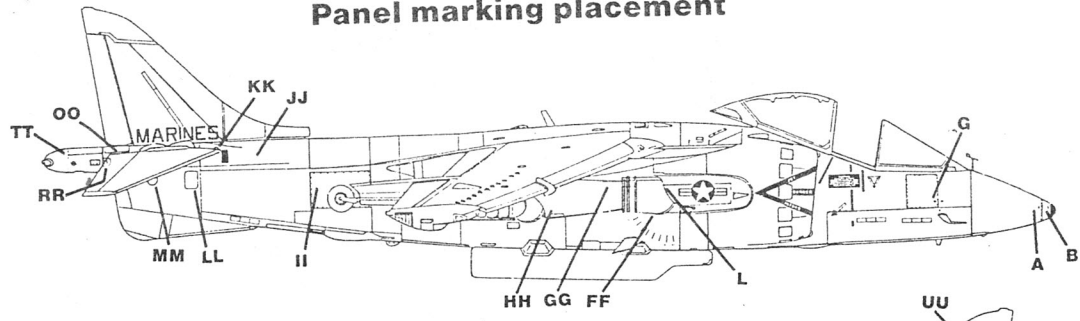 Panel marking placement
KK
JJ
OO
TT
MARINES
G
RR
MM
LL
II
HH
GG
FF
L
A
B
UU